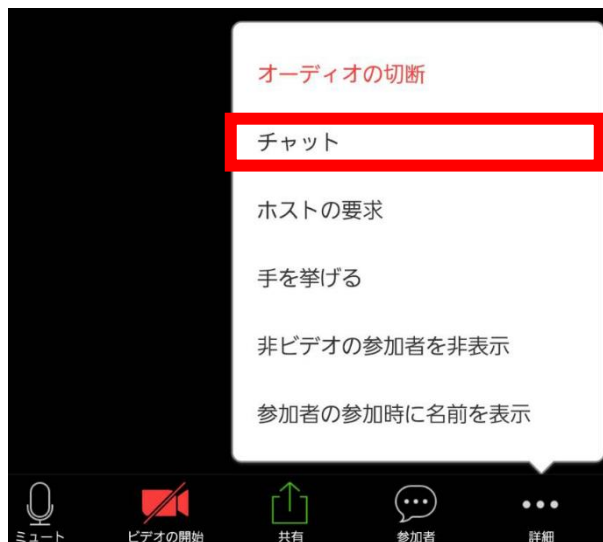 オーディオの切断
チャット
ホストの要求
手を挙げる
非ビデオの参加者を非表示
参加者の参加時に名前を表示
ミュート
ビデオの開始
共有
参加者
詳細